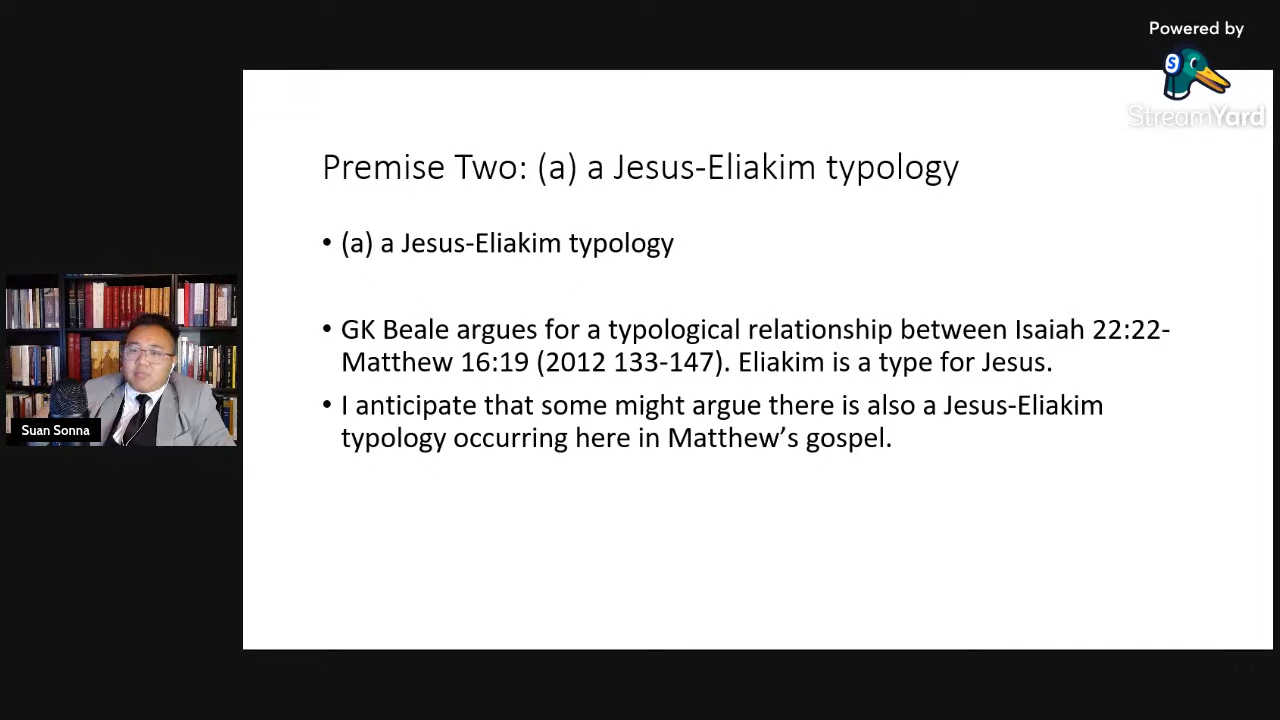 Powered by
S
StreamYard
Premise Two: (a) a Jesus-Eliakim typology
• (a) a Jesus-Eliakim typology
• GK Beale argues for a typological relationship between Isaiah 22:22-
Matthew 16:19 (2012 133-147). Eliakim is a type for Jesus.
• I anticipate that some might argue there is also a Jesus-Eliakim
typology occurring here in Matthew’s gospel.
Suan Sonna